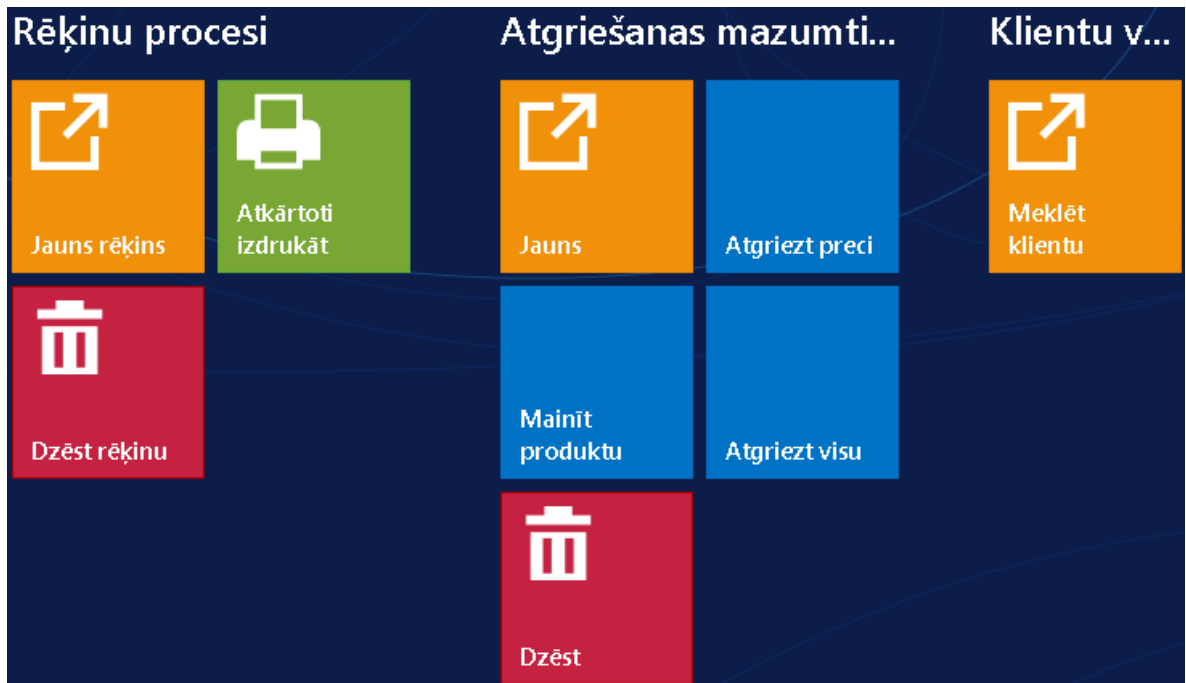 Rēķinu procesi
Jauns rēķins
Atkārtoti
izdrukāt
Dzēst rēķinu
Atgriešanas mazumti...
Jauns
Atgriezt preci
Mainīt
produktu
Atgriezt visu
Dzēst
Klientu v...
Meklēt
klientu